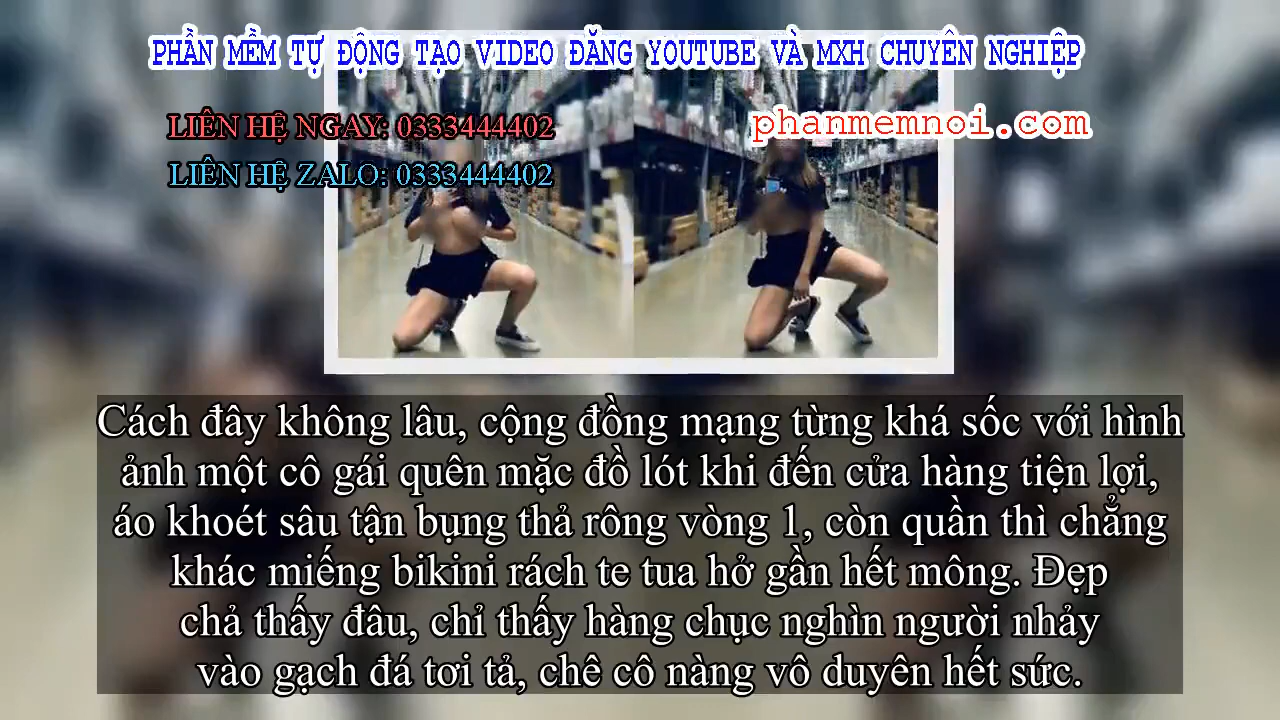 PHẦN MỀM TỰ ĐỘNG TẠO VIDEO ĐĂNG YOUTUBE VÀ MXH CHUYÊN NGHIỆP
LIÊN HỆ NGAY: 0333444402
phanmemnoi.com
LIÊN HỆ ZALO: 0333444402
Cách đây không lâu, cộng đồng mạng từng khá sốc với hình
ảnh một cô gái quên mặc đồ lót khi đến cửa hàng tiện lợi,
áo khoét sâu tận bụng thả rông vòng 1, còn quần thì chẳng
khác miếng bikini rách te tua hở gần hết mông. Đẹp
chả thấy đâu, chỉ thấy hàng chục nghìn người nhảy
vào gạch đá tơi tả, chê cô nàng vô duyên hết sức.